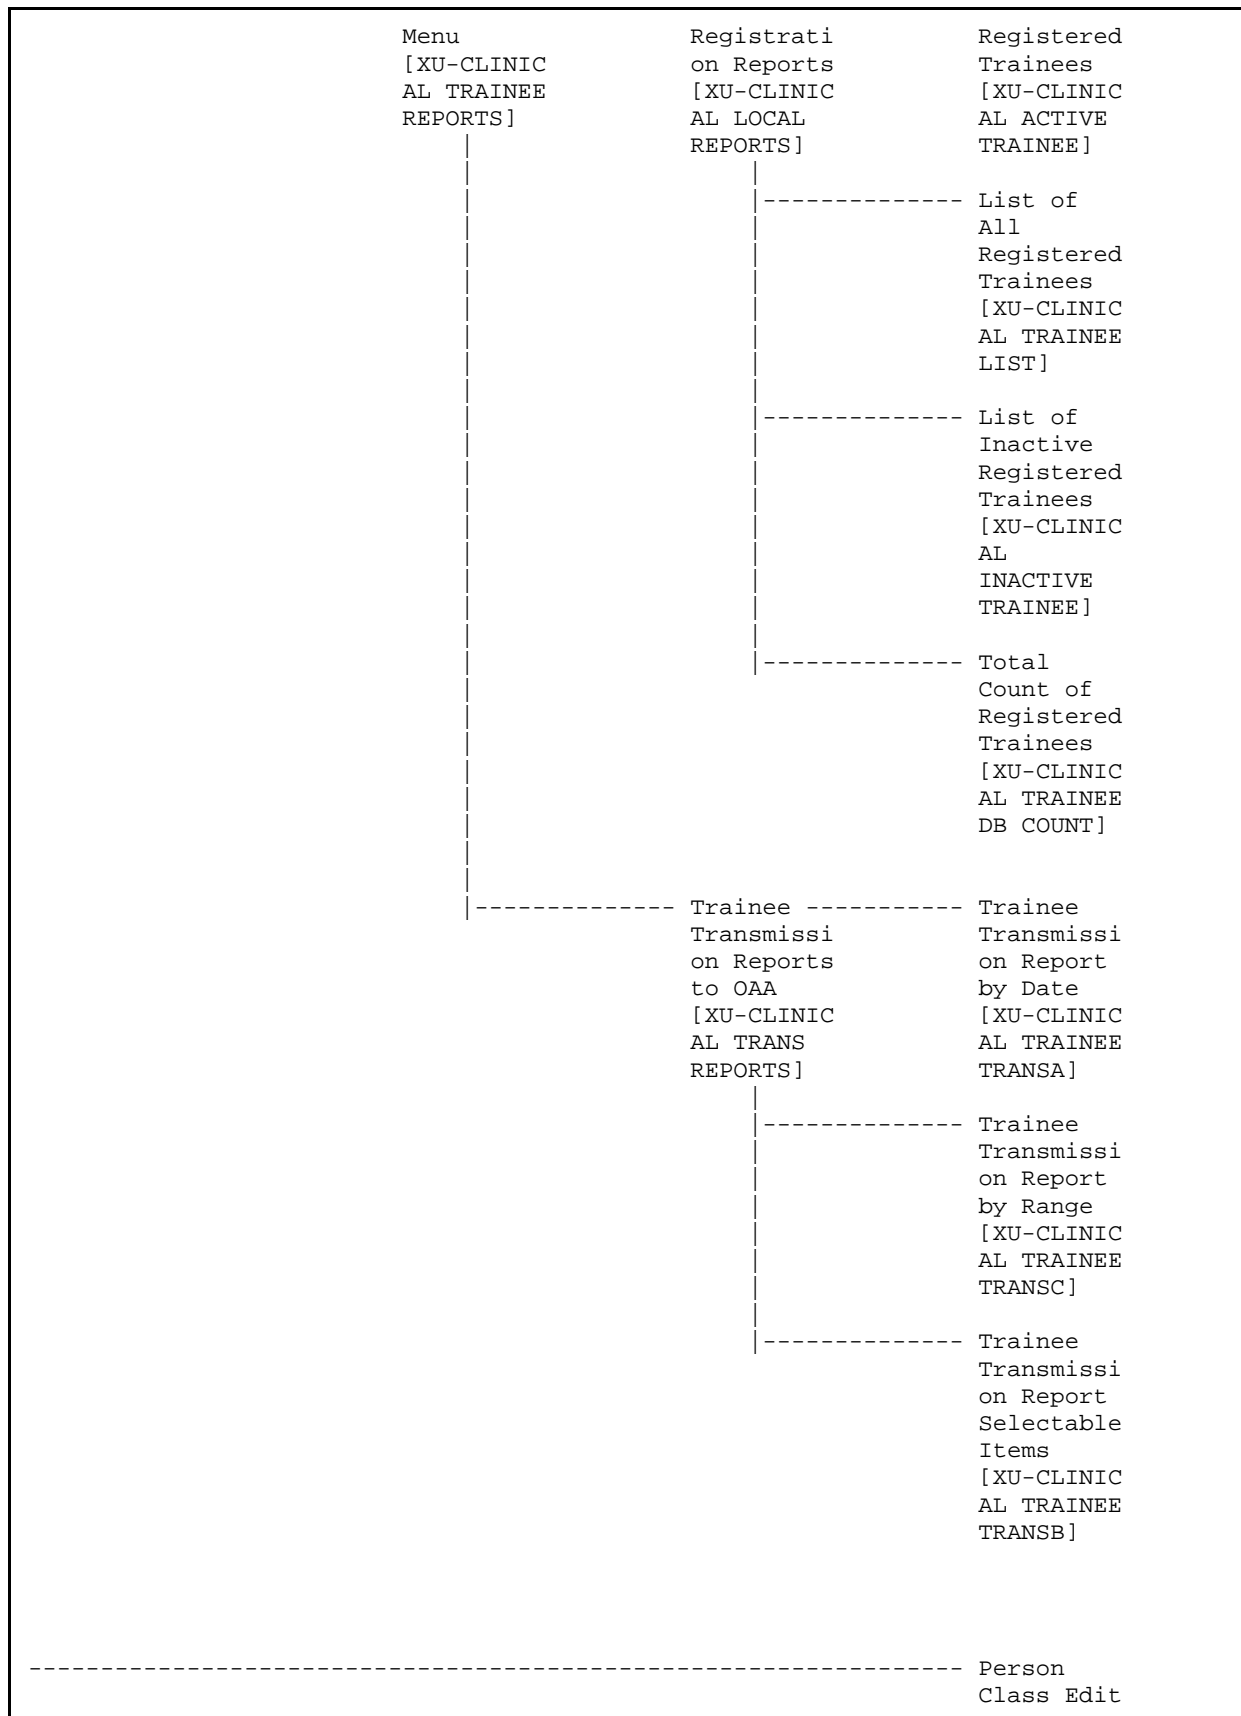 Menu Registrati Registered
[XU-CLINIC on Reports Trainees
AL TRAINEE [XU-CLINIC [XU-CLINIC
REPORTS] AL LOCAL AL ACTIVE
| REPORTS] TRAINEE]
| |
| |-------------- List of
| | All
| | Registered
| | Trainees
| | [XU-CLINIC
| | AL TRAINEE
| | LIST]
| |
| |-------------- List of
| | Inactive
| | Registered
| | Trainees
| | [XU-CLINIC
| | AL
| | INACTIVE
| | TRAINEE]
| |
| |-------------- Total
| Count of
| Registered
| Trainees
| [XU-CLINIC
| AL TRAINEE
| DB COUNT]
|
|
|-------------- Trainee ----------- Trainee
Transmissi Transmissi
on Reports on Report
to OAA by Date
[XU-CLINIC [XU-CLINIC
AL TRANS AL TRAINEE
REPORTS] TRANSA]
|
|-------------- Trainee
| Transmissi
| on Report
| by Range
| [XU-CLINIC
| AL TRAINEE
| TRANSC]
|
|-------------- Trainee
Transmissi
on Report
Selectable
Items
[XU-CLINIC
AL TRAINEE
TRANSB]
----------------------------------------------------------------- Person
Class Edit